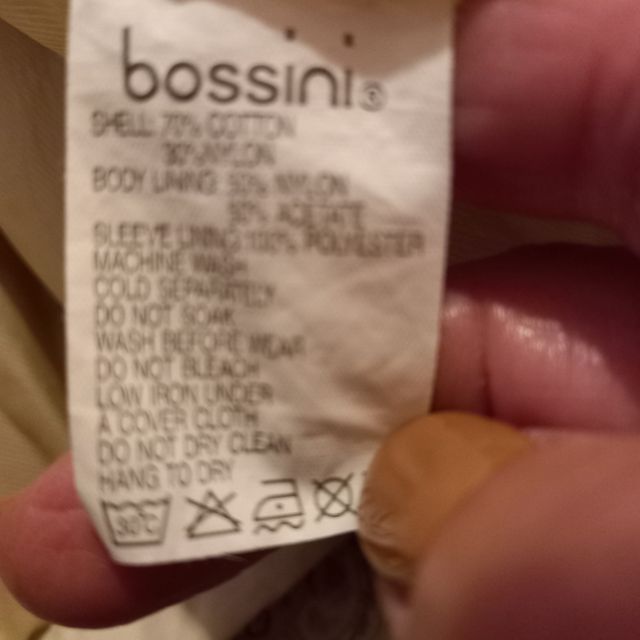 bossini®
SHELL 70% COTTON
30% NYLON
BODY LINING 50% NYLON
50% ACETATE
SLEEVE LINING 100% POLYESTER
MACHINE WASH
COLD SEPARATELY
DO NOT SOAK
WASH BEFORE WEAR
DO NOT BLEACH
LOW IRON UNDER
A COVER CLOTH
DO NOT DRY CLEAN
HANG TO DRY
30°C